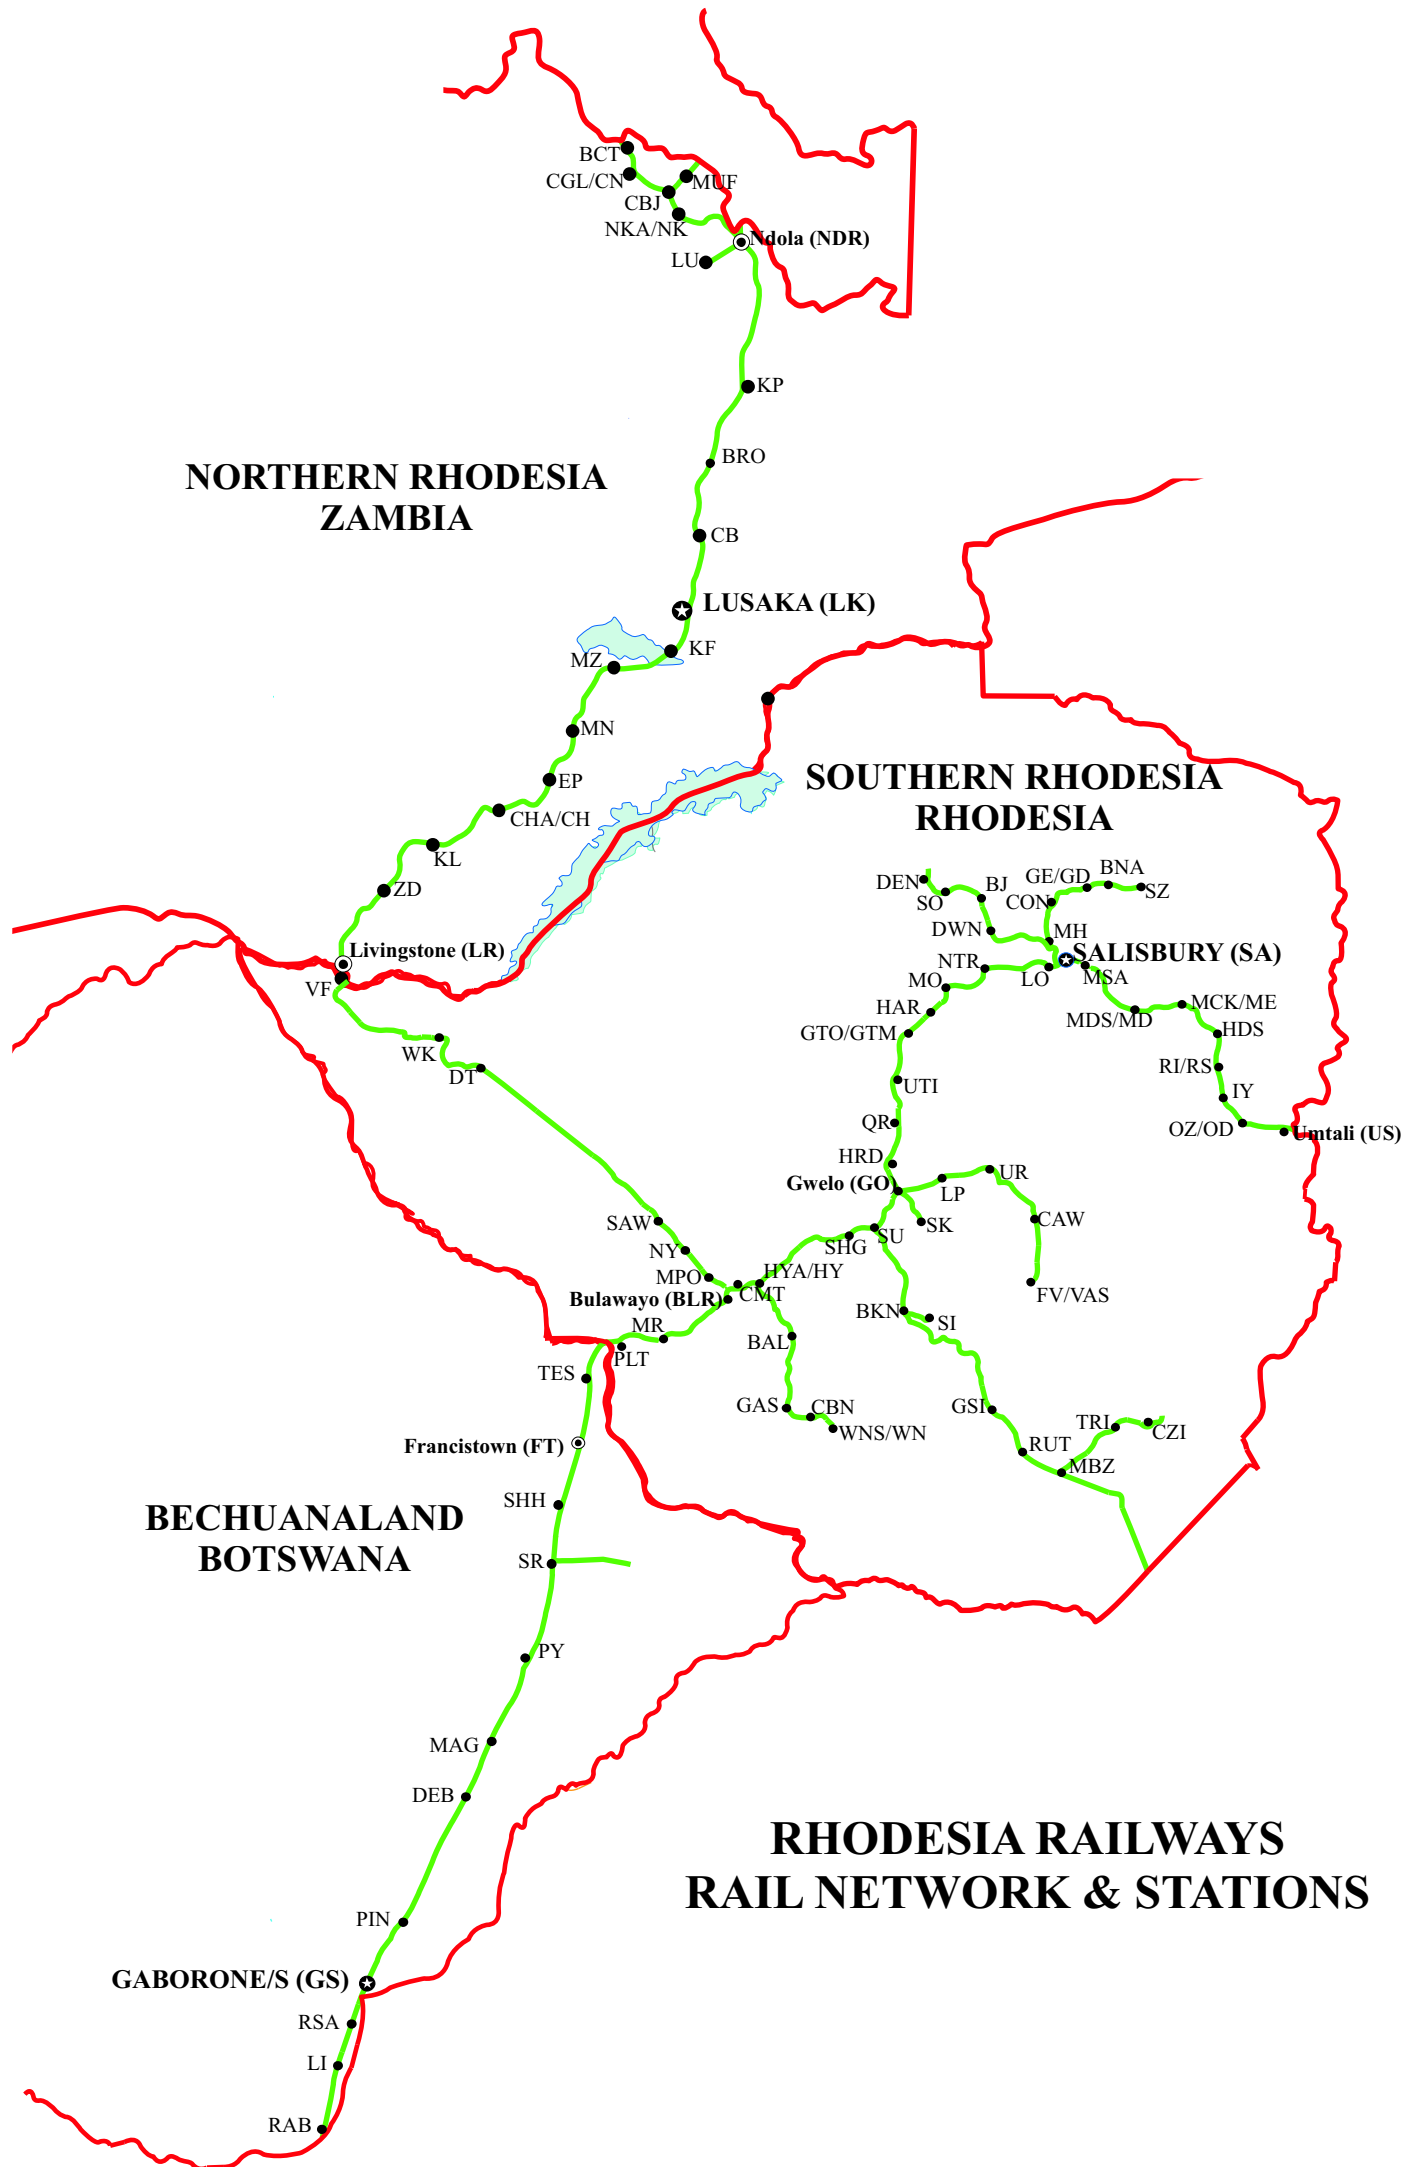 BCT
CGL/CN
MUF
CBJ
NKA/NK
Ndola (NDR)
LU
KP
BRO
NORTHERN RHODESIA
ZAMBIA
CB
LUSAKA (LK)
KF
MZ
MN
EP
CHA/CH
KL
ZD
SOUTHERN RHODESIA
RHODESIA
DEN
SO
BJ
DWN
GE/GD
BNA
SZ
CON
MH
SALISBURY (SA)
NTR
LO
MSA
MO
HAR
GTO/GTM
MDS/MD
MCK/ME
HDS
RI/RS
IY
OZ/OD
Umtali (US)
Livingstone (LR)
VF
WK
DT
UTI
QR
HRD
Gwelo (GO)
LP
UR
SK
CAW
FV/VAS
SAW
NY
MPO
SHG
SU
HYA/HY
CMT
Bulawayo (BLR)
MR
PLT
BKN
SI
BAL
TES
GAS
CBN
WNS/WN
GSI
RUT
TRI
CZI
MBZ
Francistown (FT)
SHH
BECHUANALAND
BOTSWANA
SR
PY
MAG
DEB
RHODESIA RAILWAYS
RAIL NETWORK & STATIONS
PIN
GABORONE/S (GS)
RSA
LI
RAB